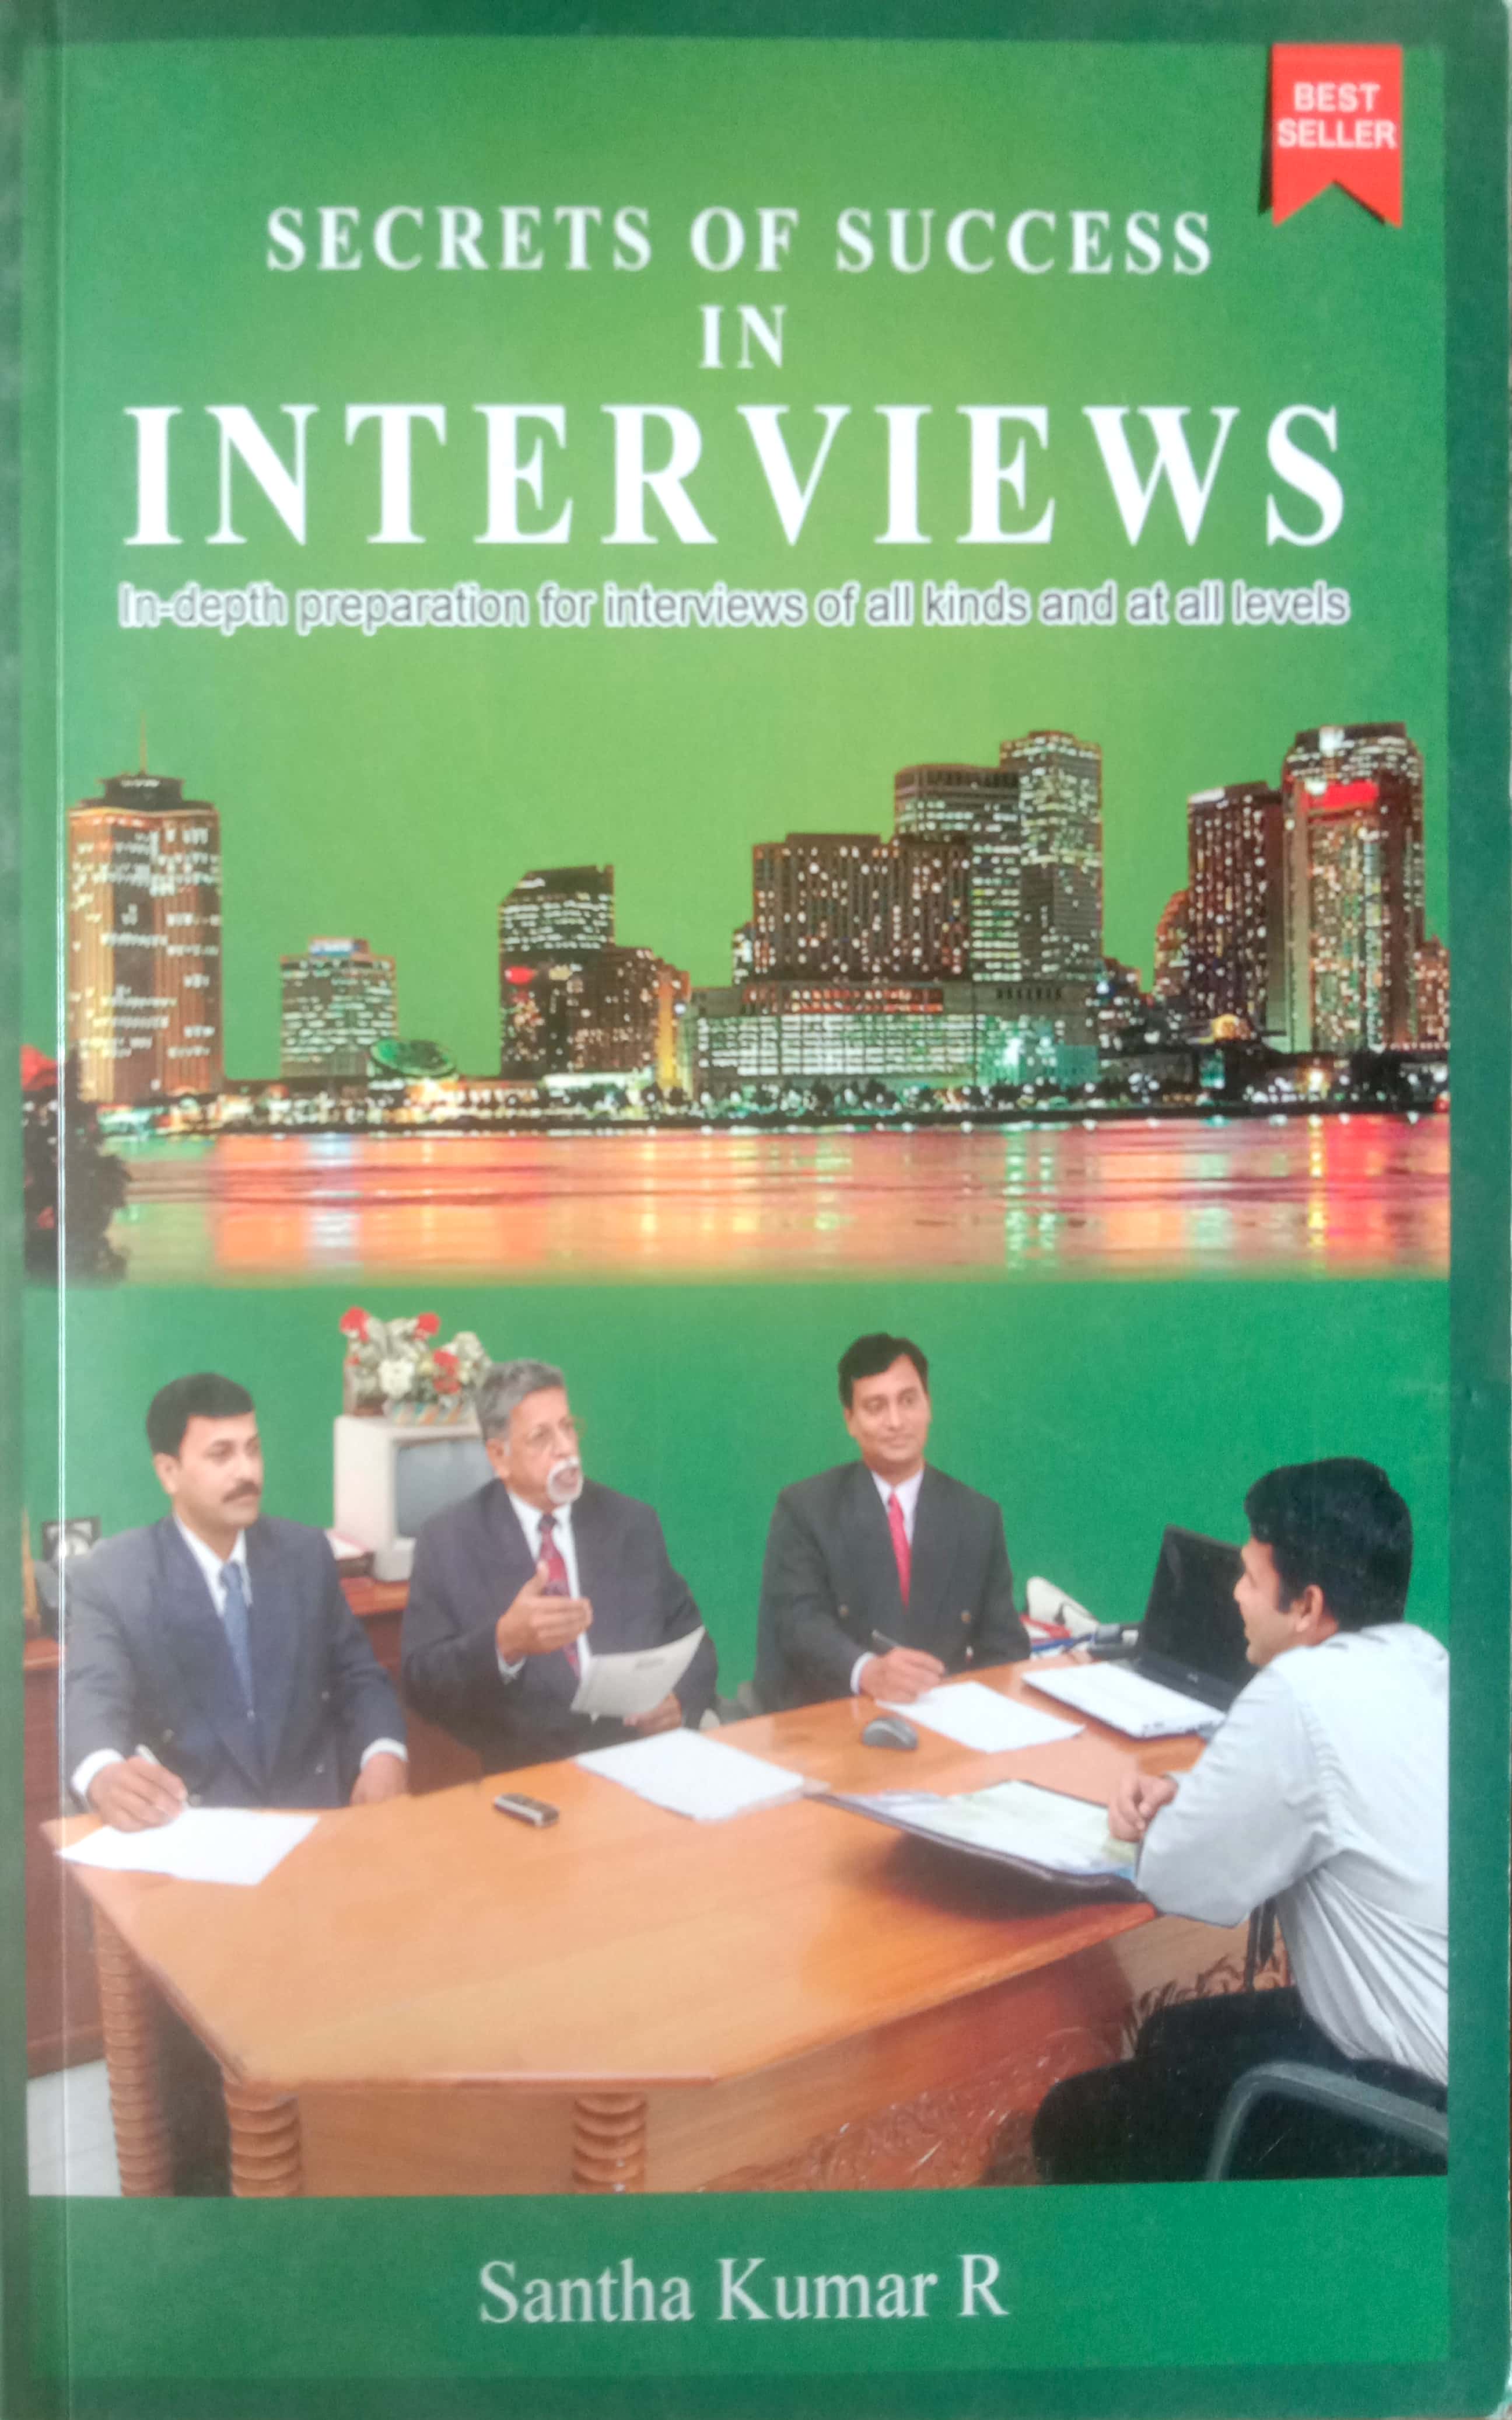 BEST
SELLER
SECRETS OF SUCCESS
IN
INTERVIEWS
In-depth preparation for interviews of all kinds and at all levels
Santha Kumar R